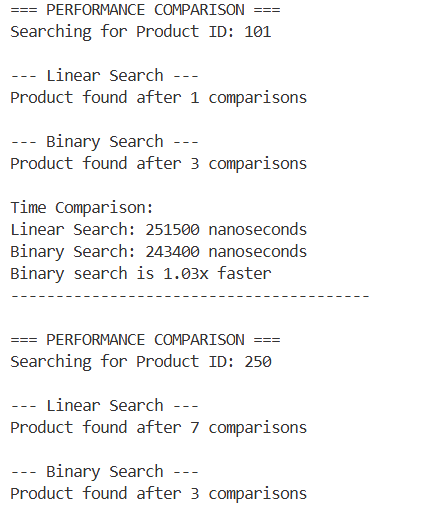 === PERFORMANCE COMPARISON ===
Searching for Product ID: 101
--- Linear Search ---
Product found after 1 comparisons
--- Binary Search ---
Product found after 3 comparisons
Time Comparison:
Linear Search: 251500 nanoseconds
Binary Search: 243400 nanoseconds
Binary search is 1.03x faster
----------------------------------------
=== PERFORMANCE COMPARISON ===
Searching for Product ID: 250
--- Linear Search ---
Product found after 7 comparisons
--- Binary Search ---
Product found after 3 comparisons